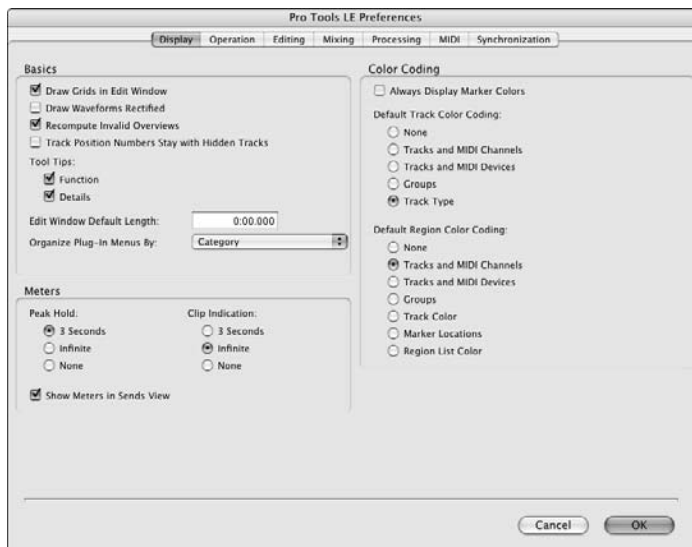 Pro Tools LE Preferences
Display Operation Editing Mixing Processing MIDI Synchronization
Basics
Draw Grids in Edit Window
Draw Waveforms Rectified
Recompute Invalid Overviews
Track Position Numbers Stay with Hidden Tracks
Tool Tips:
Function
Details
Edit Window Default Length: 0:00.000
Organize Plug-In Menus By: Category
Meters
Peak Hold:
3 Seconds
Infinite
None
Clip Indication:
3 Seconds
Infinite
None
Show Meters in Sends View
Color Coding
Always Display Marker Colors
Default Track Color Coding:
None
Tracks and MIDI Channels
Tracks and MIDI Devices
Groups
Track Type
Default Region Color Coding:
None
Tracks and MIDI Channels
Tracks and MIDI Devices
Groups
Track Color
Marker Locations
Region List Color
Cancel OK